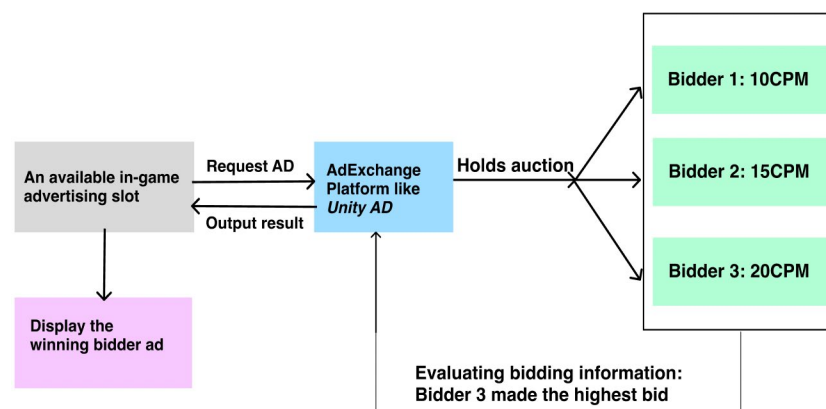 An available in-game
advertising slot
Request AD
Output result
AdExchange
Platform like
Unity AD
Holds auction
Bidder 1: 10CPM
Bidder 2: 15CPM
Bidder 3: 20CPM
Display the
winning bidder ad
Evaluating bidding information:
Bidder 3 made the highest bid